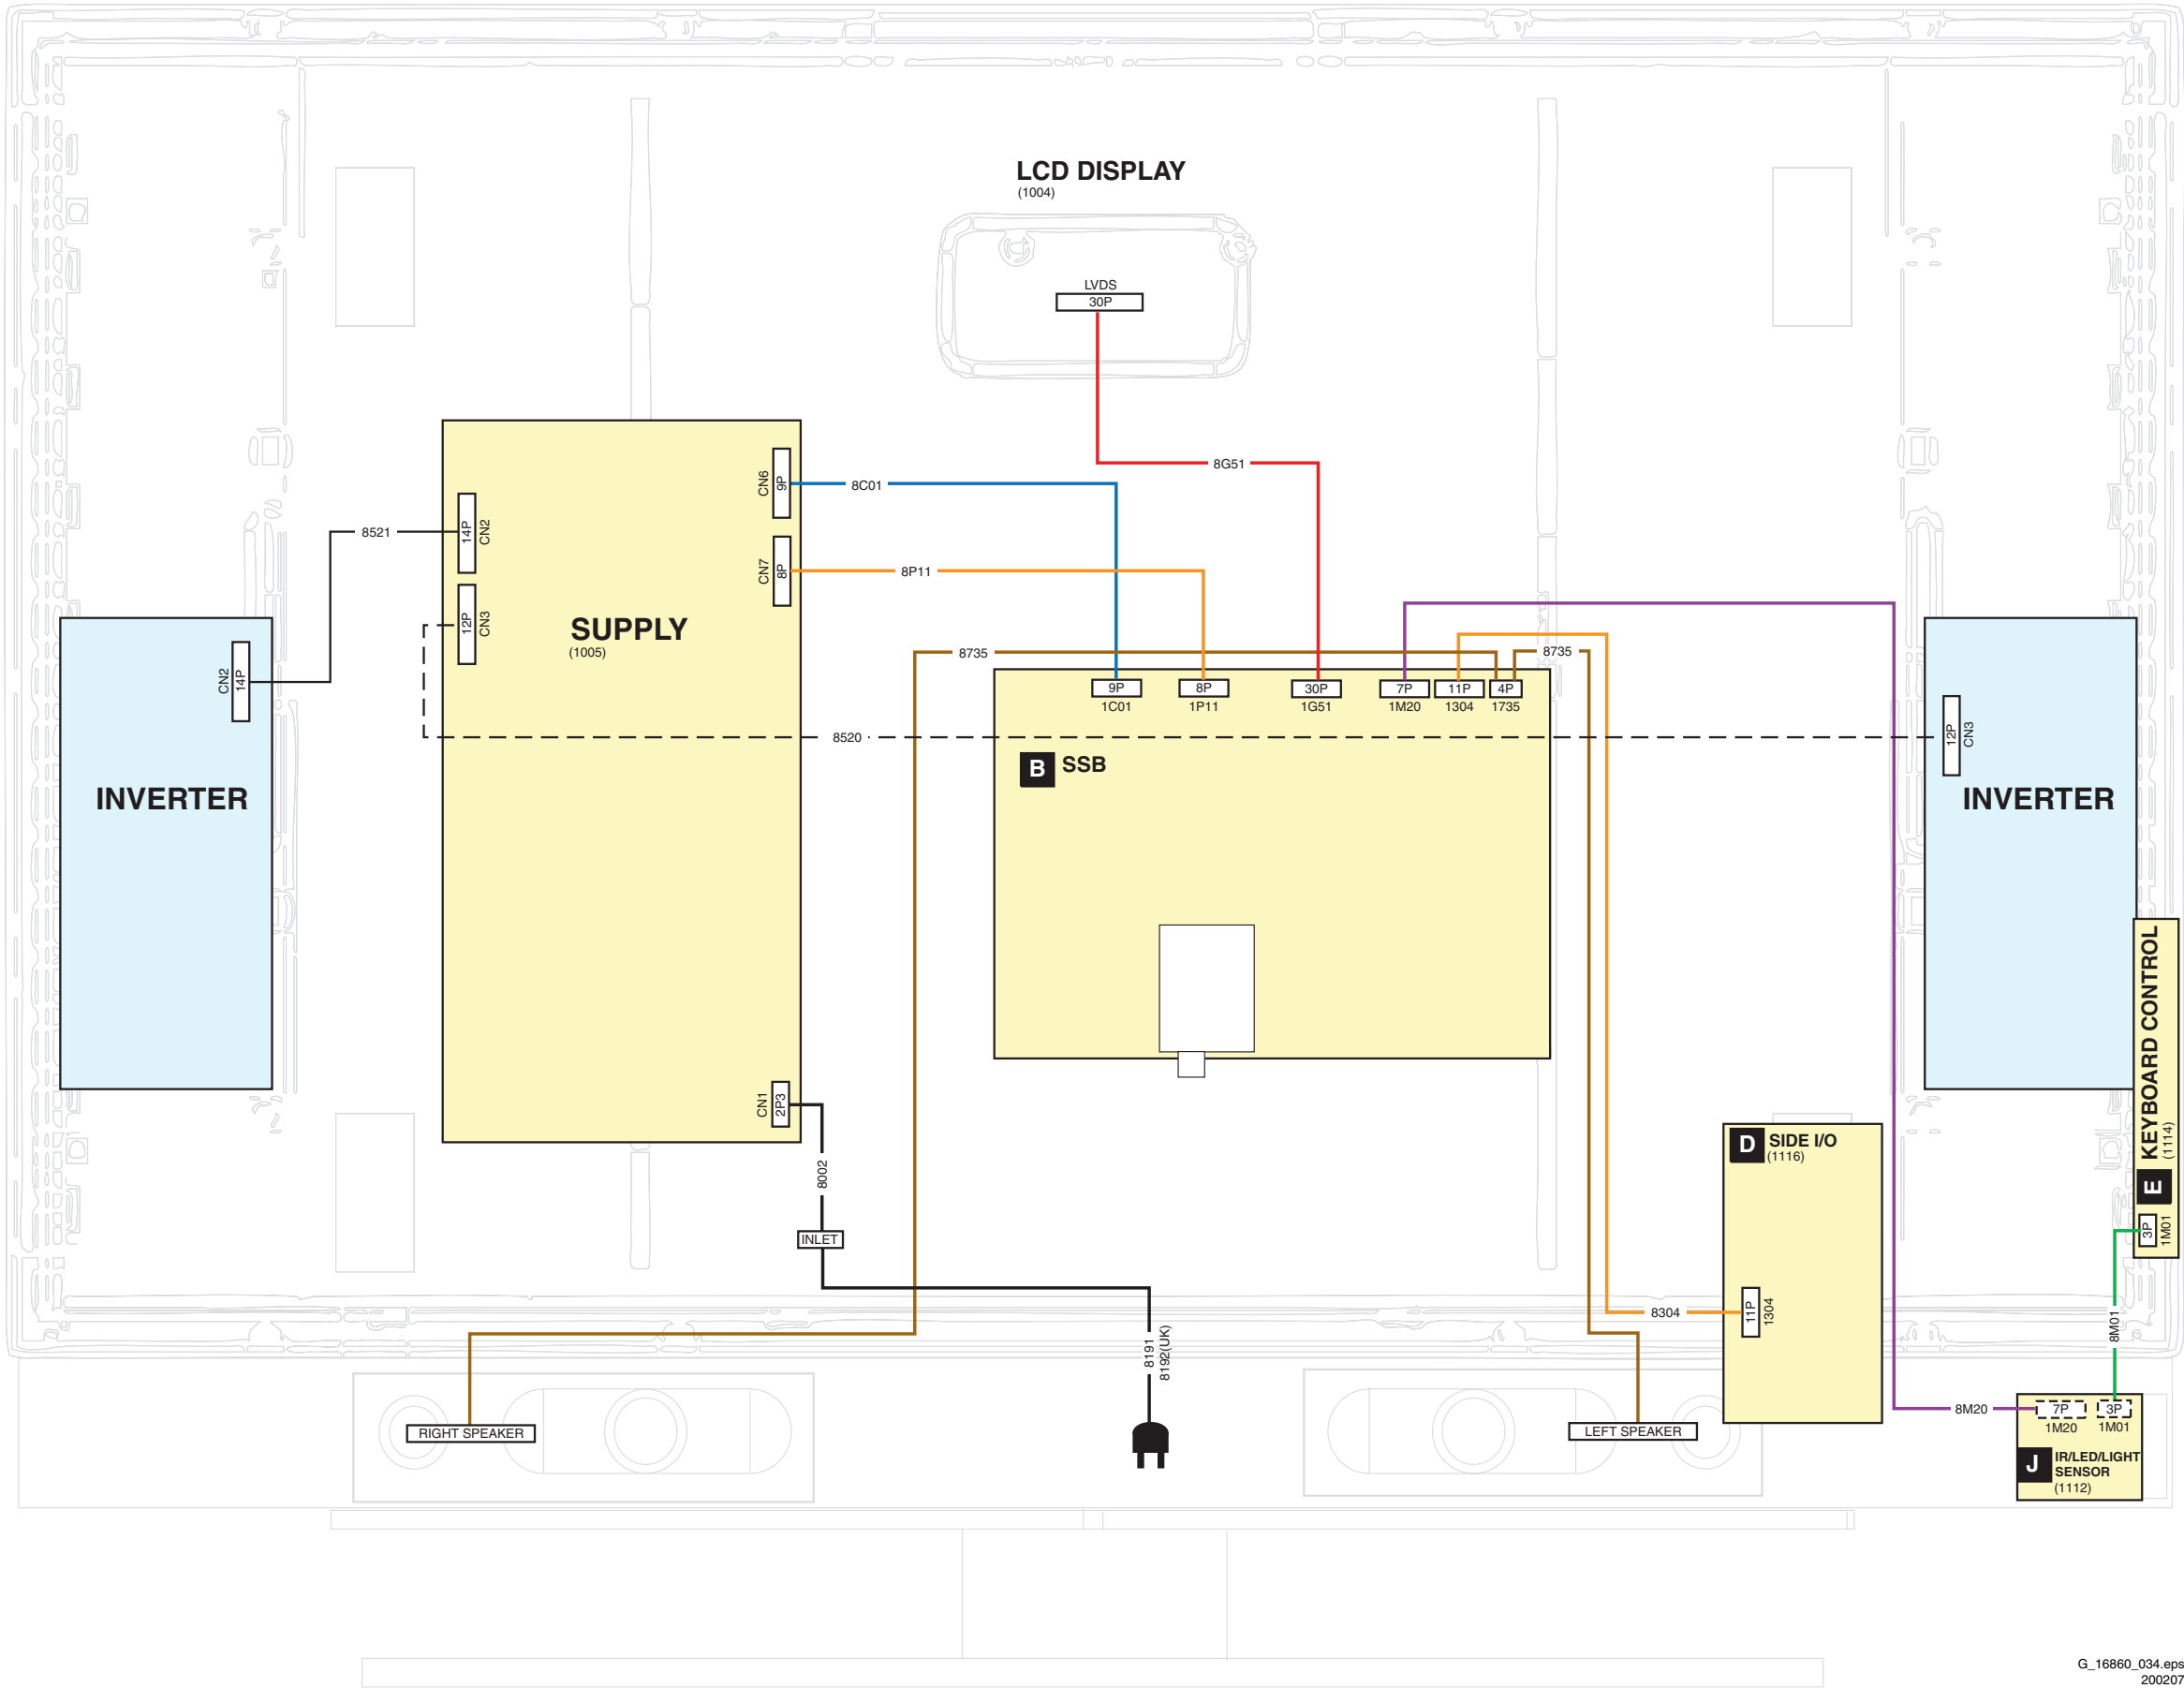 LCD DISPLAY
(1004)
LVDS
30P
8G51
CN6
9P
8C01
14P
CN2
8521
CN7
8P
8P11
12P
CN3
SUPPLY
(1005)
8735
8735
CN2
14P
9P
8P
30P
7P
11P
4P
1C01
1P11
1G51
1M20
1304
1735
8520
12P
CN3
B
SSB
INVERTER
INVERTER
KEYBOARD CONTROL
(1114)
E
3P
1M01
CN1
2P3
8002
INLET
D
SIDE I/O
(1116)
8304
11P
1304
8M01
8191
8192(UK)
RIGHT SPEAKER
LEFT SPEAKER
8M20
7P
3P
1M20
1M01
J
IR/LED/LIGHT
SENSOR
(1112)
G_16860_034.eps
200207